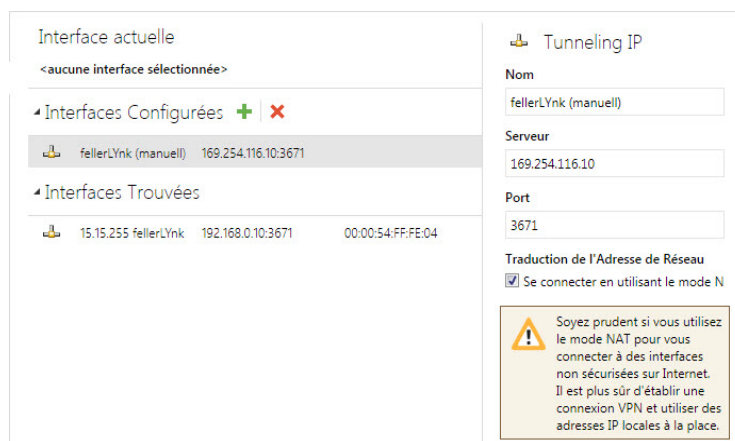 Interface actuelle
<aucune interface sélectionnée>
Interfaces Configurées
fellerLYnk (manuell) 169.254.116.10:3671
Interfaces Trouvées
15.15.255 fellerLYnk 192.168.0.10:3671 00:00:54:FF:FE:04
Tunneling IP
Nom
fellerLYnk (manuell)
Serveur
169.254.116.10
Port
3671
Traduction de l'Adresse de Réseau
Se connecter en utilisant le mode N
Soyez prudent si vous utilisez
le mode NAT pour vous
connecter à des interfaces
non sécurisées sur Internet.
Il est plus sûr d'établir une
connexion VPN et utiliser des
adresses IP locales à la place.